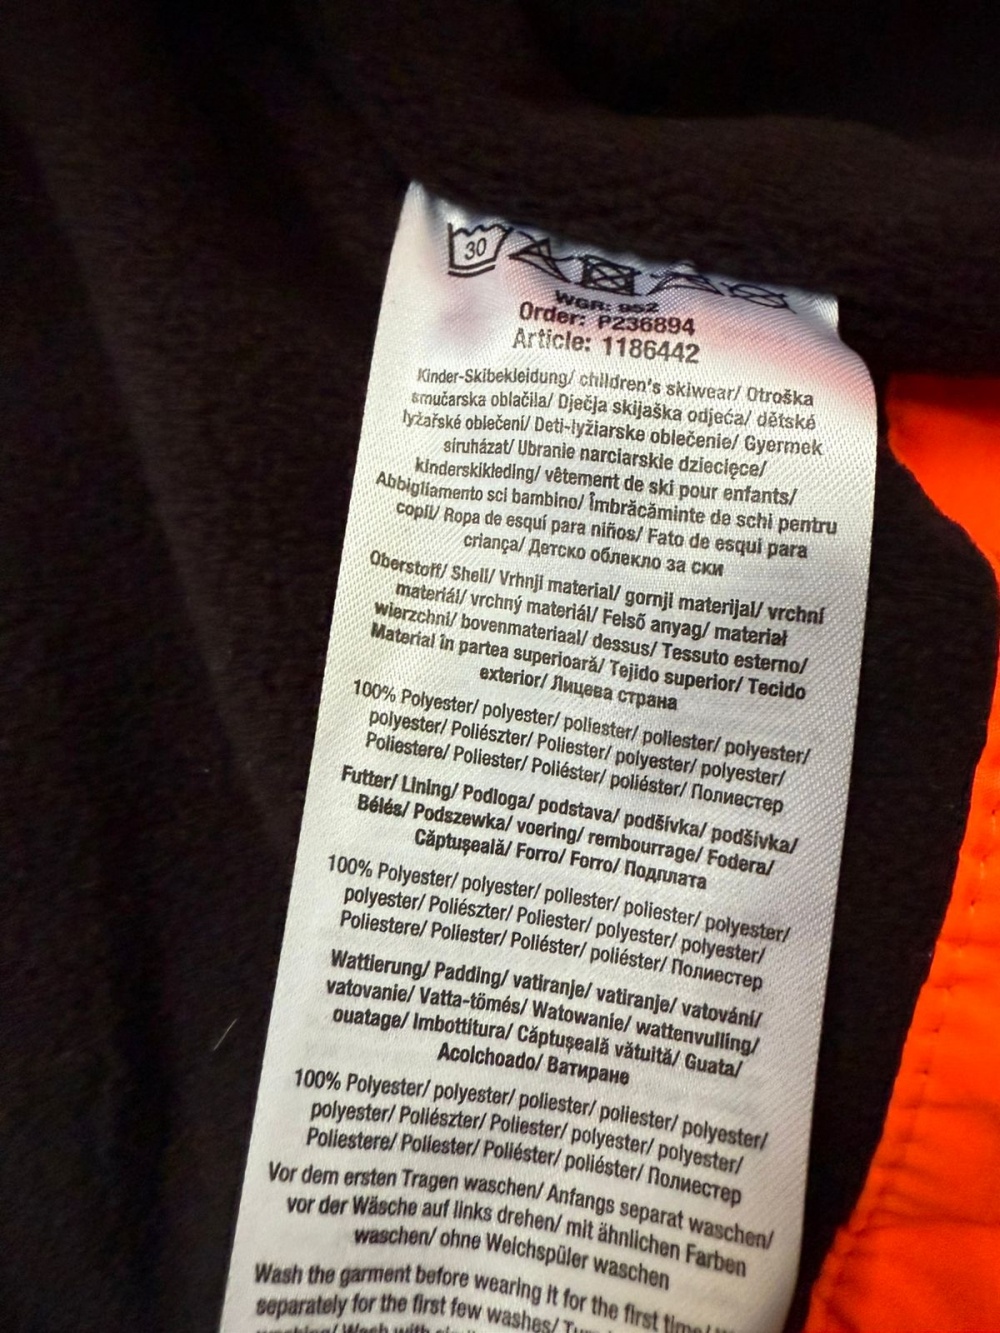 30
WGR: 952
Order: P236894
Article: 1186442
Kinder-Skibekleidung/ children's skiwear/ Otroška
smučarska oblačila/ Dječja skijaška odjeća/ dětské
lyžařské oblečení/ Deti-lyžiarske oblečenie/ Gyermek
síruházat/ Ubranie narciarskie dziecięce/
kinderskikleding/ vêtement de ski pour enfants/
Abbigliamento sci bambino/ Îmbrăcăminte de schi pentru
copii/ Ropa de esquí para niños/ Fato de esqui para
criança/ Детско облекло за ски
Oberstoff/ Shell/ Vrhnji material/ gornji materijal/ vrchní
materiál/ vrchný materiál/ Felső anyag/ materiał
wierzchni/ bovenmateriaal/ dessus/ Tessuto esterno/
Material în partea superioară/ Tejido superior/ Tecido
exterior/ Лицева страна
100% Polyester/ polyester/ poliester/ poliester/ polyester/
polyester/ Poliészter/ Poliester/ polyester/ polyester/
Poliestere/ Poliester/ Poliéster/ poliéster/ Полиестер
Futter/ Lining/ Podloga/ podstava/ podšívka/ podšívka/
Bélés/ Podszewka/ voering/ rembourrage/ Fodera/
Căptușeală/ Forro/ Forro/ Подплата
100% Polyester/ polyester/ poliester/ poliester/ polyester/
polyester/ Poliészter/ Poliester/ polyester/ polyester/
Poliestere/ Poliester/ Poliéster/ poliéster/ Полиестер
Wattierung/ Padding/ vatiranje/ vatiranje/ vatování/
vatovanie/ Vatta-tömés/ Watowanie/ wattenvulling/
ouatage/ Imbottitura/ Căptușeală vătuită/ Guata/
Acolchoado/ Ватиране
100% Polyester/ polyester/ poliester/ poliester/ polyester/
polyester/ Poliészter/ Poliester/ polyester/ polyester/
Poliestere/ Poliester/ Poliéster/ poliéster/ Полиестер
Vor dem ersten Tragen waschen/ Anfangs separat waschen/
vor der Wäsche auf links drehen/ mit ähnlichen Farben
waschen/ ohne Weichspüler waschen
Wash the garment before wearing it for the first time/
separately for the first few washes/
washing/ Wash with